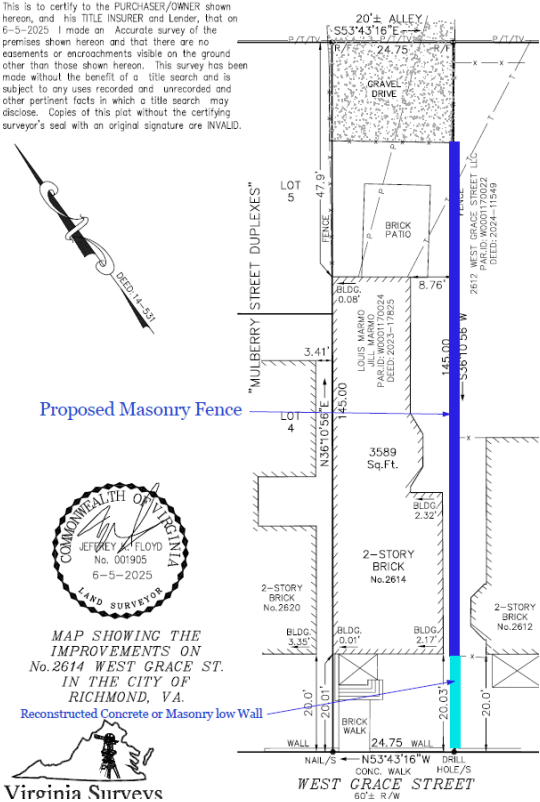 This is to certify to the PURCHASER/OWNER shown
hereon, and his TITLE INSURER and Lender, that on
6-5-2025 I made an Accurate survey of the
premises shown hereon and that there are no
easements or encroachments visible on the ground
other than those shown hereon. This survey has been
made without the benefit of a title search and is
subject to any uses recorded and unrecorded and
other pertinent facts in which a title search may
disclose. Copies of this plat without the certifying
surveyor's seal with an original signature are INVALID.
20'± ALLEY
S53°43'16"E
P/T/TV
P/T/TV
R/F
24.75
R/F
GRAVEL
DRIVE
47.9'
LOT
5
FENCE
BRICK
PATIO
FENCE
2612 WEST GRACE STREET LLC
PAR.ID: W0001170022
DEED: 2024-11549
DEED:14-531
"MULBERRY STREET DUPLEXES"
BLDG.
0.08'
8.76'
LOUIS MARMO
JILL MARMO
PAR.ID: W0001170024
DEED: 2023-17825
3.41'
145.00
N36°10'56"E
145.00
S36°10'56"W
Proposed Masonry Fence
LOT
4
3589
Sq.Ft.
BLDG.
2.32'
COMMONWEALTH OF VIRGINIA
JEFFREY K. FLOYD
No. 001905
6-5-2025
LAND SURVEYOR
2-STORY
BRICK
No.2614
2-STORY
BRICK
No.2620
2-STORY
BRICK
No.2612
BLDG.
3.35'
BLDG.
0.01'
BLDG.
2.17'
MAP SHOWING THE
IMPROVEMENTS ON
No.2614 WEST GRACE ST.
IN THE CITY OF
RICHMOND, VA.
20.0'
20.01'
20.03'
20.0'
Reconstructed Concrete or Masonry low Wall
BRICK
WALK
WALL
24.75
WALL
NAIL/S
N53°43'16"W
DRILL
HOLE/S
CONC. WALK
WEST GRACE STREET
60'± R/W
Virginia Surveys